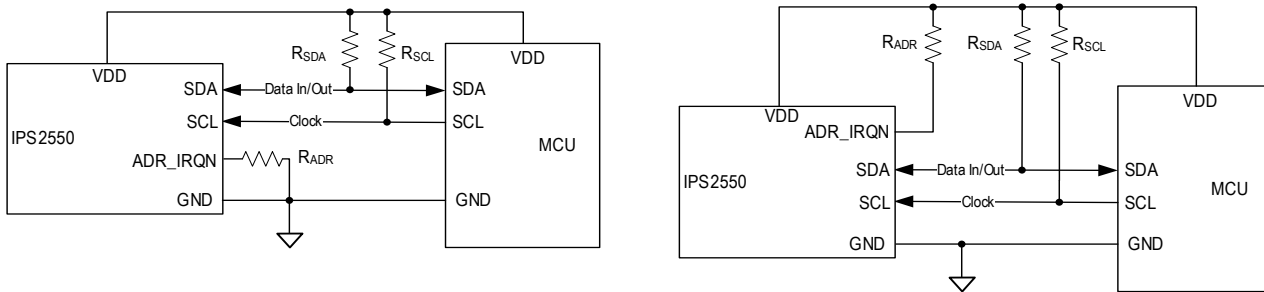 RSDA
RSCL
VDD
VDD
SDA
Data In/Out
SDA
SCL
Clock
SCL
IPS2550
MCU
ADR_IRQN
RADR
GND
GND
RADR
RSDA
RSCL
VDD
VDD
ADR_IRQN
SDA
Data In/Out
SDA
IPS2550
MCU
SCL
Clock
SCL
GND
GND